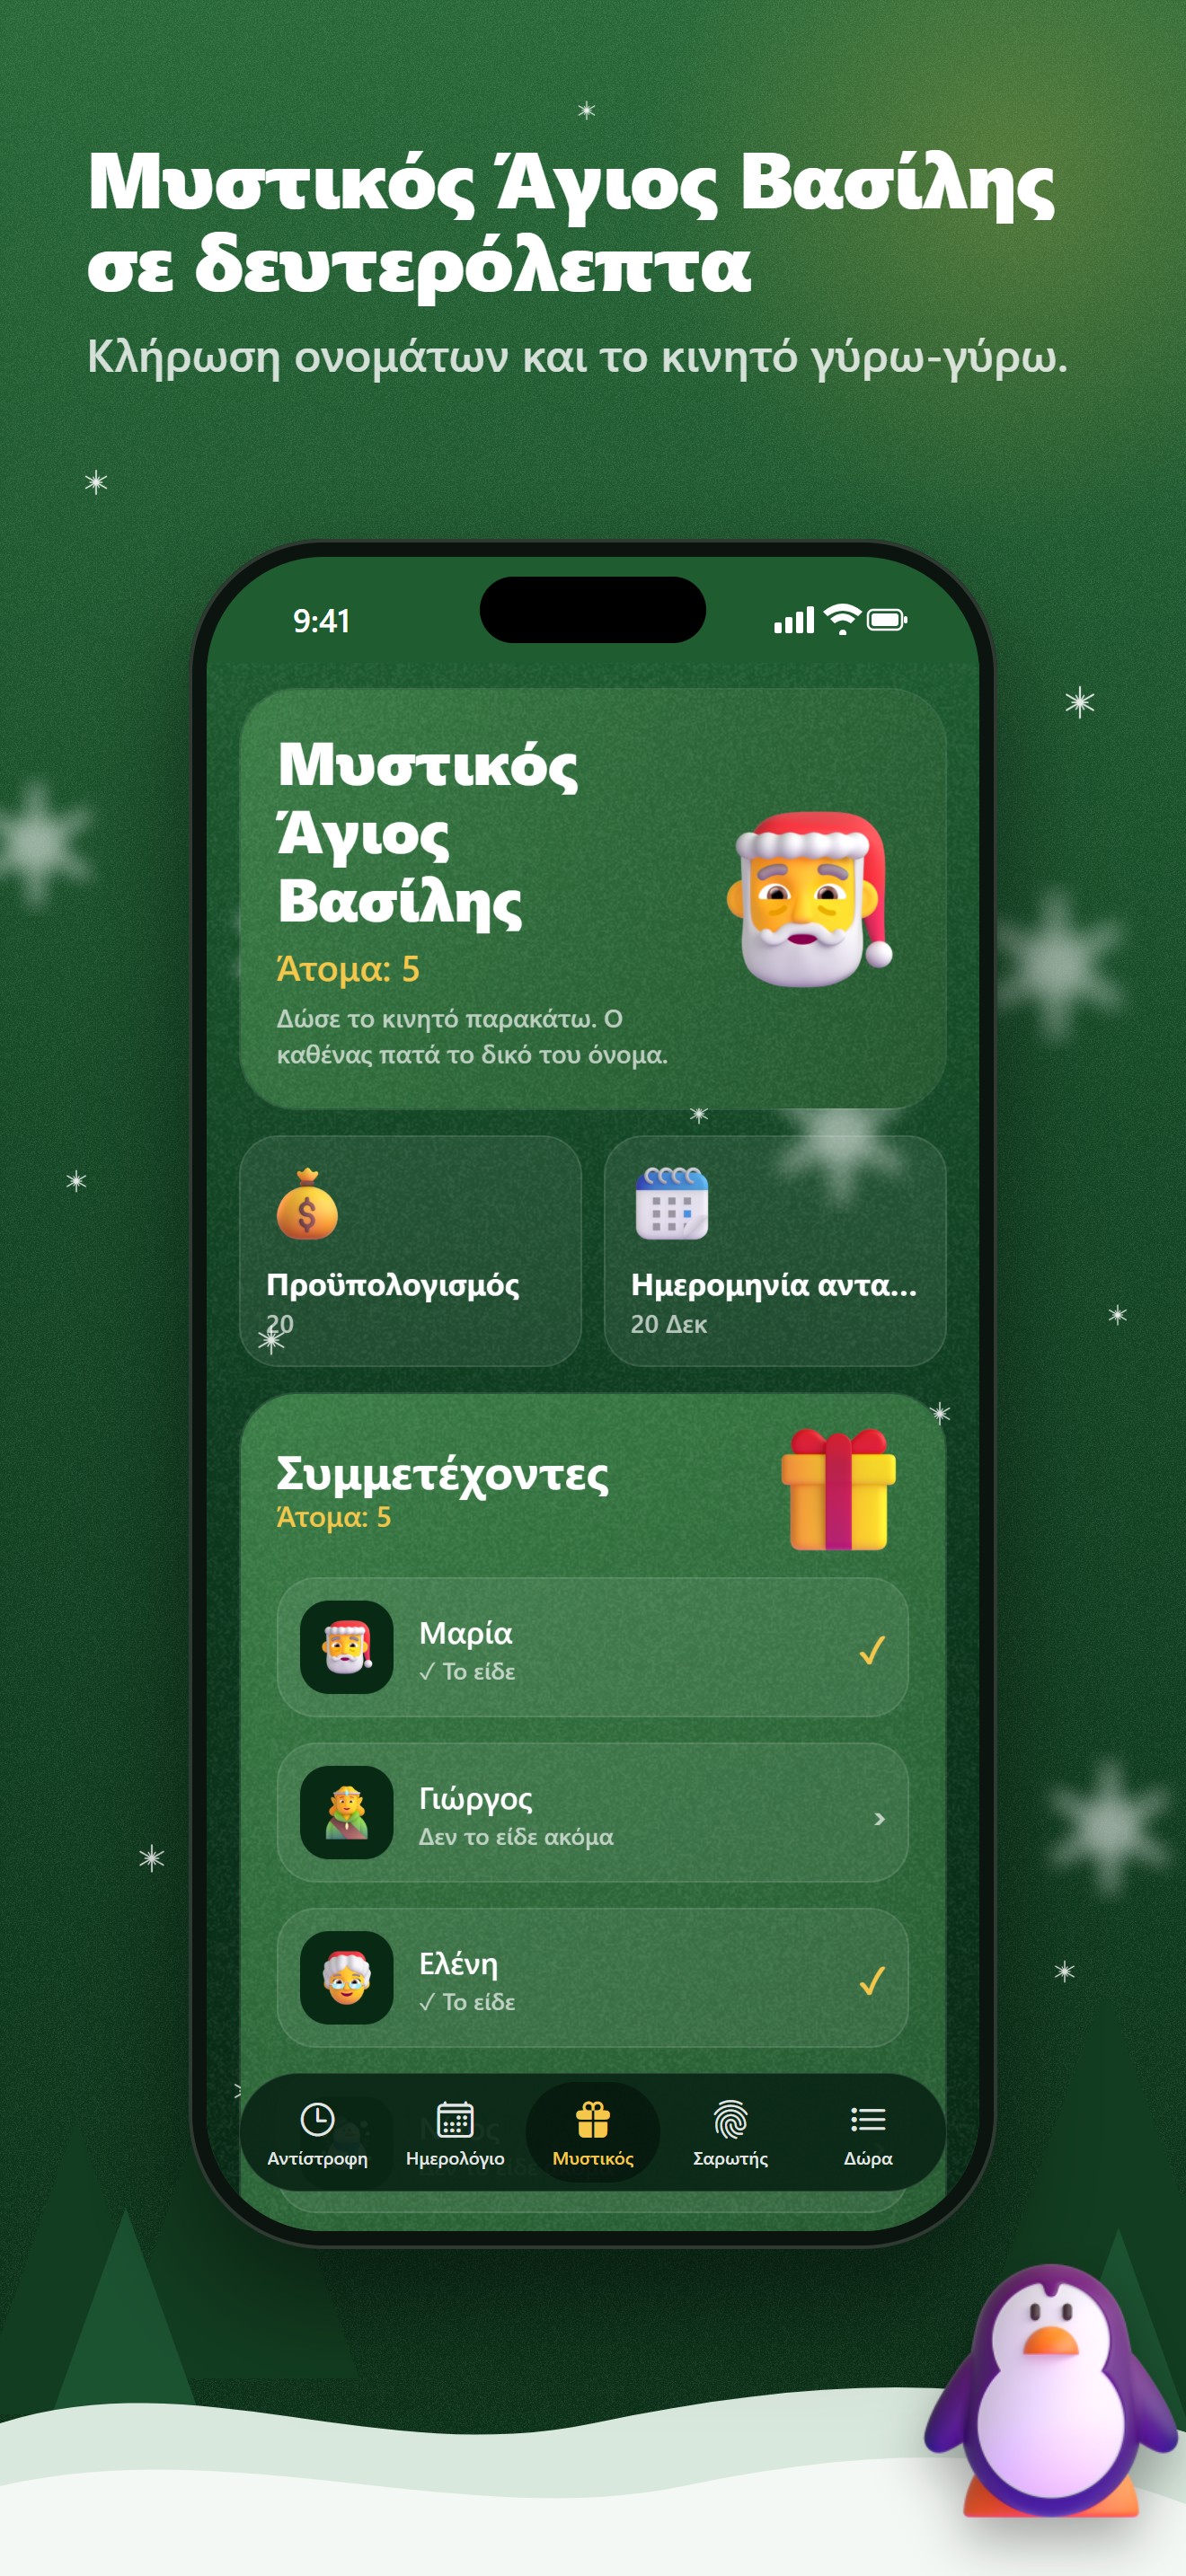 Μυστικός Άγιος Βασίλης
σε δευτερόλεπτα
Κλήρωση ονομάτων και το κινητό γύρω-γύρω.
9:41
Μυστικός
Άγιος
Βασίλης
Άτομα: 5
Δώσε το κινητό παρακάτω. Ο
καθένας πατά το δικό του όνομα.
Προϋπολογισμός
20
Ημερομηνία αντα...
20 Δεκ
Συμμετέχοντες
Άτομα: 5
Μαρία
✓ Το είδε
Γιώργος
Δεν το είδε ακόμα
Ελένη
✓ Το είδε
Αντίστροφη
Ημερολόγιο
Μυστικός
Σαρωτής
Δώρα